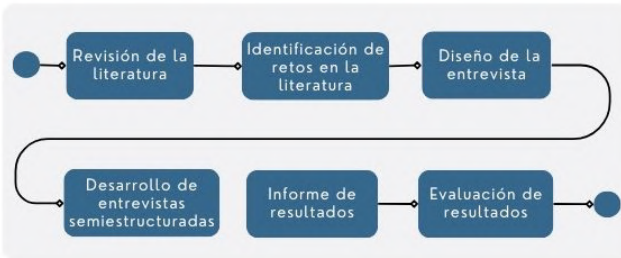 Revisión de la
literatura
Identificación de
retos en la
literatura
Diseño de la
entrevista
Desarrollo de
entrevistas
semiestructuradas
Informe de
resultados
Evaluación de
resultados